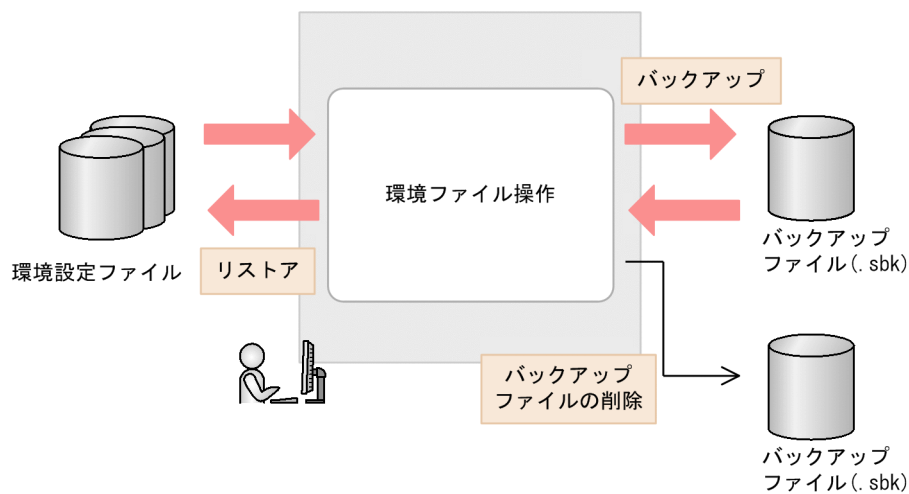 バックアップ
環境ファイル操作
環境設定ファイル
リストア
バックアップ
ファイル(.sbk)
バックアップ
ファイルの削除
バックアップ
ファイル(.sbk)